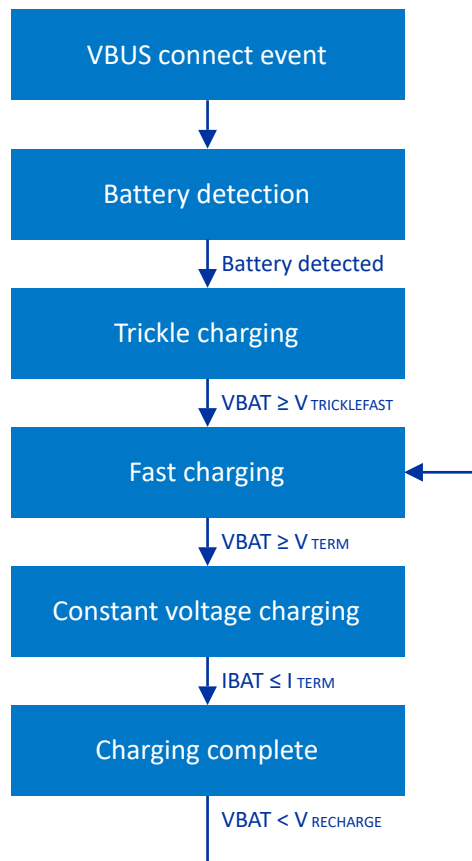 VBUS connect event
Battery detection
Battery detected
Trickle charging
VBAT ≥ V TRICKLEFAST
Fast charging
VBAT ≥ V TERM
Constant voltage charging
IBAT ≤ I TERM
Charging complete
VBAT < V RECHARGE